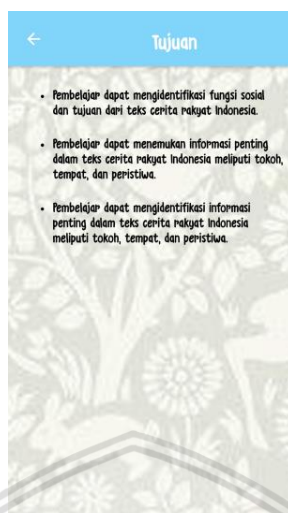 Tujuan
• Pembelajar dapat mengidentifikasi fungsi sosial
dan tujuan dari teks cerita rakyat Indonesia.
• Pembelajar dapat menemukan informasi penting
dalam teks cerita rakyat Indonesia meliputi tokoh,
tempat, dan peristiwa.
• Pembelajar dapat mengidentifikasi informasi
penting dalam teks cerita rakyat Indonesia
meliputi tokoh, tempat, dan peristiwa.